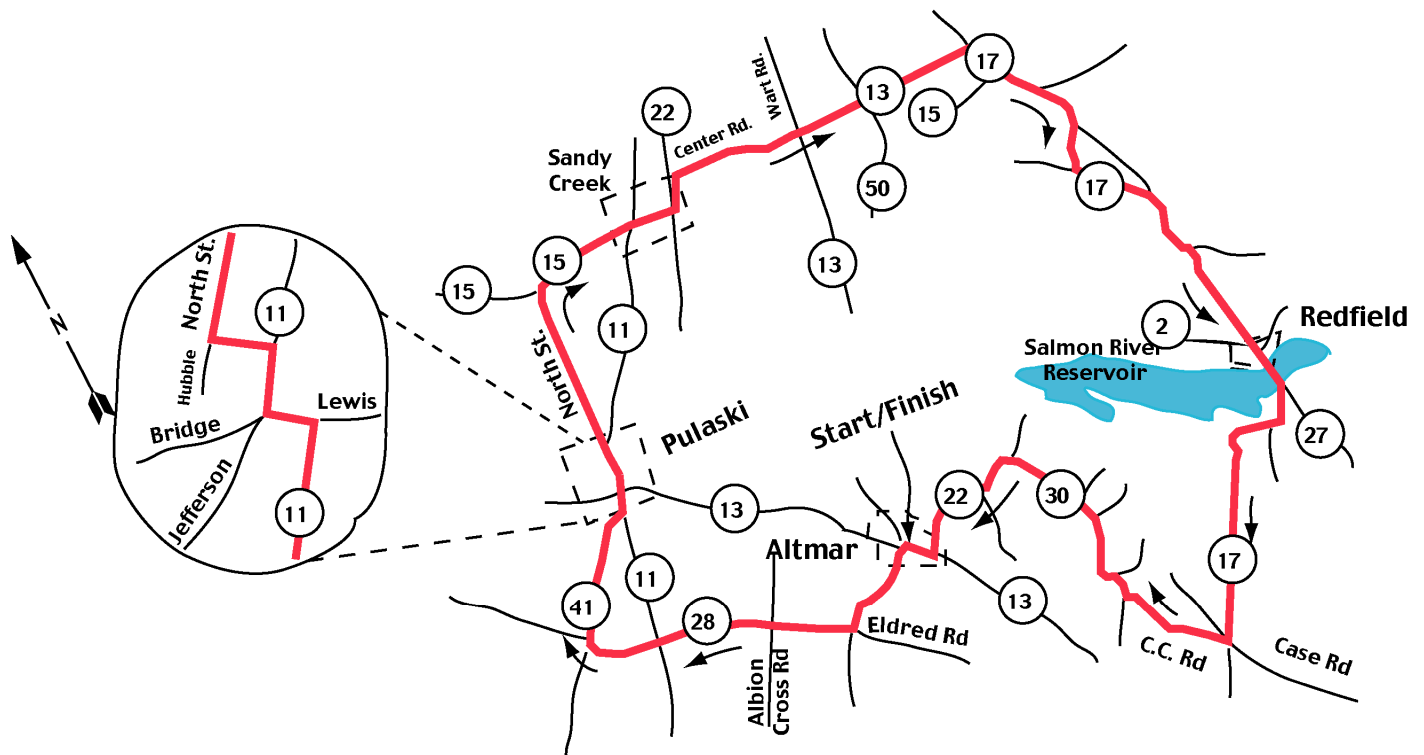 17
13
22
Wart Rd.
15
Center Rd.
Sandy
Creek
50
17
15
13
15
11
2
Redfield
Salmon River
Reservoir
North St.
11
N
Hubble
North St.
Lewis
Bridge
Jefferson
11
Start/Finish
Pulaski
27
22
30
13
Altmar
17
11
13
41
28
Eldred Rd
Albion
Cross Rd
C.C. Rd
Case Rd